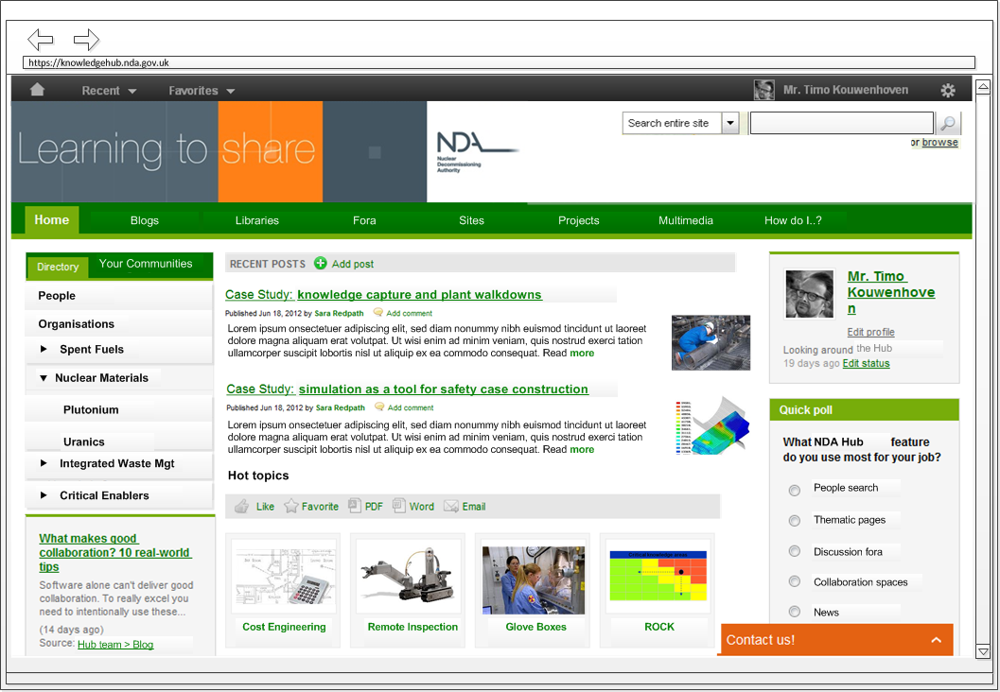 https://knowledgehub.nda.gov.uk
Recent
Favorites
Mr. Timo Kouwenhoven
Learning to share
NDA
Nuclear
Decommissioning
Authority
Search entire site
or browse
Home
Blogs
Libraries
Fora
Sites
Projects
Multimedia
How do I..?
Directory
Your Communities
People
Organisations
Spent Fuels
Nuclear Materials
Plutonium
Uranics
Integrated Waste Mgt
Critical Enablers
What makes good
collaboration? 10 real-world
tips
Software alone can't deliver good
collaboration. To really excel you
need to intentionally use these...
(14 days ago)
Source: Hub team > Blog
RECENT POSTS
Add post
Case Study: knowledge capture and plant walkdowns
Published Jun 18, 2012 by Sara Redpath
Add comment
Lorem ipsum onsectetuer adipiscing elit, sed diam nonummy nibh euismod tincidunt ut laoreet
dolore magna aliquam erat volutpat. Ut wisi enim ad minim veniam, quis nostrud exerci tation
ullamcorper suscipit lobortis nisl ut aliquip ex ea commodo consequat. Read more
Case Study: simulation as a tool for safety case construction
Published Jun 18, 2012 by Sara Redpath
Add comment
Lorem ipsum onsectetuer adipiscing elit, sed diam nonummy nibh euismod tincidunt ut laoreet
dolore magna aliquam erat volutpat. Ut wisi enim ad minim veniam, quis nostrud exerci tation
ullamcorper suscipit lobortis nisl ut aliquip ex ea commodo consequat. Read more
Hot topics
Like
Favorite
PDF
Word
Email
Cost Engineering
Remote Inspection
Glove Boxes
Critical knowledge areas
ROCK
Mr. Timo
Kouwenhove
n
Edit profile
Looking around the Hub
19 days ago Edit status
Quick poll
What NDA Hub feature
do you use most for your job?
People search
Thematic pages
Discussion fora
Collaboration spaces
News
Contact us!